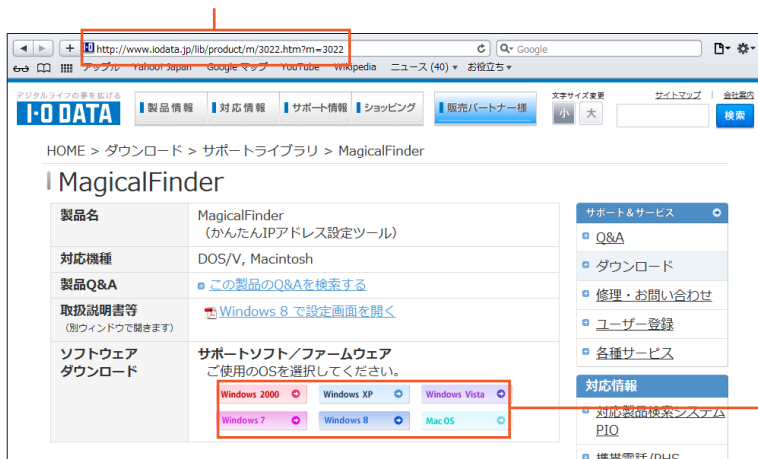 http://www.iodata.jp/lib/product/m/3022.htm?m=3022
Google
アップル Yahoo! Japan Google マップ YouTube Wikipedia ニュース (40) お役立ち
デジタルライフの夢を拡げる
I-O DATA
製品情報 対応情報 サポート情報 ショッピング 販売パートナー様
文字サイズ変更
小 大
サイトマップ | 会社案内
検索
HOME > ダウンロード > サポートライブラリ > MagicalFinder
MagicalFinder
製品名 MagicalFinder
（かんたんIPアドレス設定ツール）
対応機種 DOS/V, Macintosh
製品Q&A この製品のQ&Aを検索する
取扱説明書等 Windows 8 で設定画面を開く
（別ウィンドウで開きます）
ソフトウェア サポートソフト／ファームウェア
ダウンロード ご使用のOSを選択してください。
Windows 2000 Windows XP Windows Vista
Windows 7 Windows 8 Mac OS
サポート＆サービス
Q&A
ダウンロード
修理・お問い合わせ
ユーザー登録
各種サービス
対応情報
対応製品検索システム
PIO
携帯電話/PHS